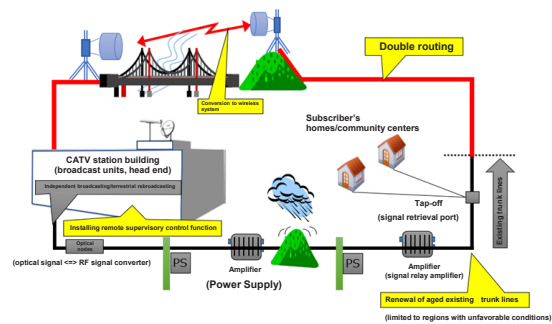 Double routing
Conversion to wireless
system
Subscriber's
homes/community centers
CATV station building
(broadcast units, head end)
Independent broadcasting/terrestrial rebroadcasting
Installing remote supervisory control function
Tap-off
(signal retrieval port)
Existing trunk lines
Optical
nodes
(optical signal <=> RF signal converter)
PS
Amplifier
(Power Supply)
PS
Amplifier
(signal relay amplifier)
Renewal of aged existing trunk lines
(limited to regions with unfavorable conditions)